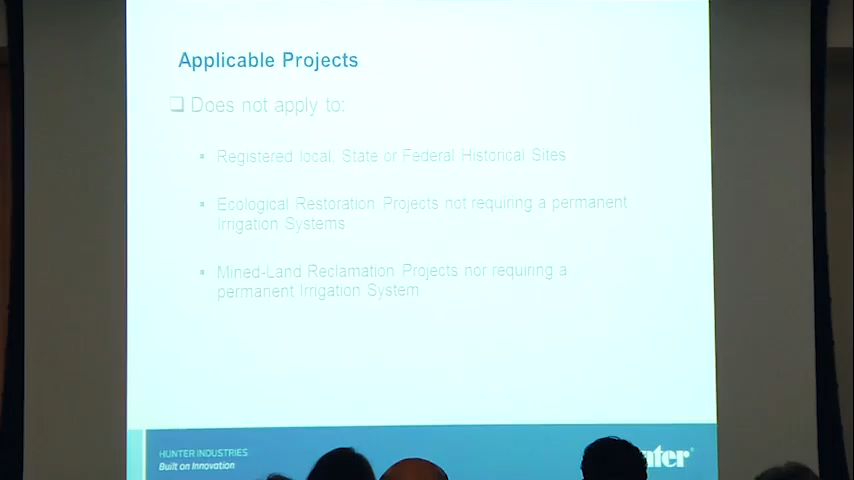 Applicable Projects
Does not apply to:
Registered local, State or Federal Historical Sites
Ecological Restoration Projects not requiring a permanent
Irrigation Systems
Mined-Land Reclamation Projects nor requiring a
permanent Irrigation System
HUNTER INDUSTRIES
Built on Innovation